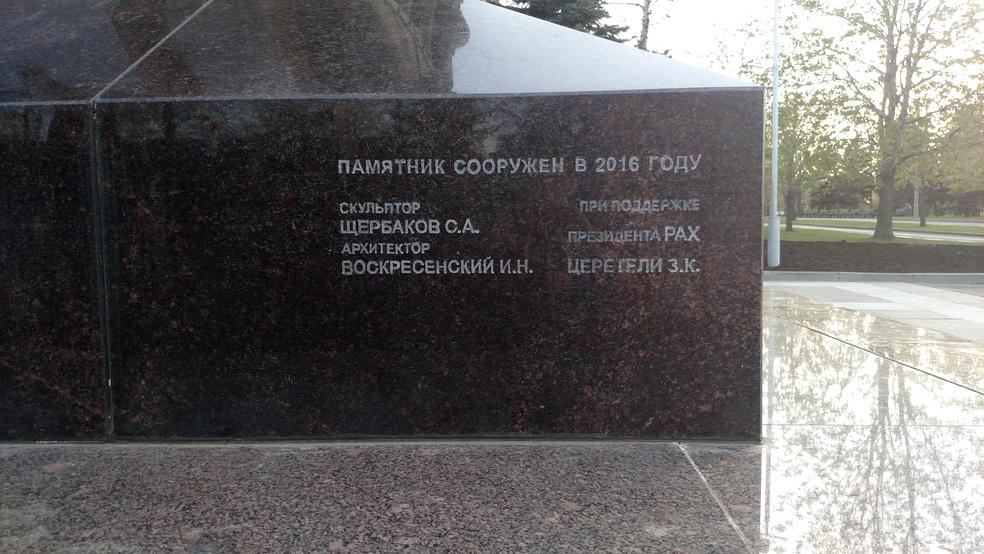 ПАМЯТНИК СООРУЖЕН В 2016 ГОДУ
СКУЛЬПТОР
ЩЕРБАКОВ С.А.
АРХИТЕКТОР
ВОСКРЕСЕНСКИЙ И.Н.
ПРИ ПОДДЕРЖКЕ
ПРЕЗИДЕНТА РАХ
ЦЕРЕТЕЛИ З.К.